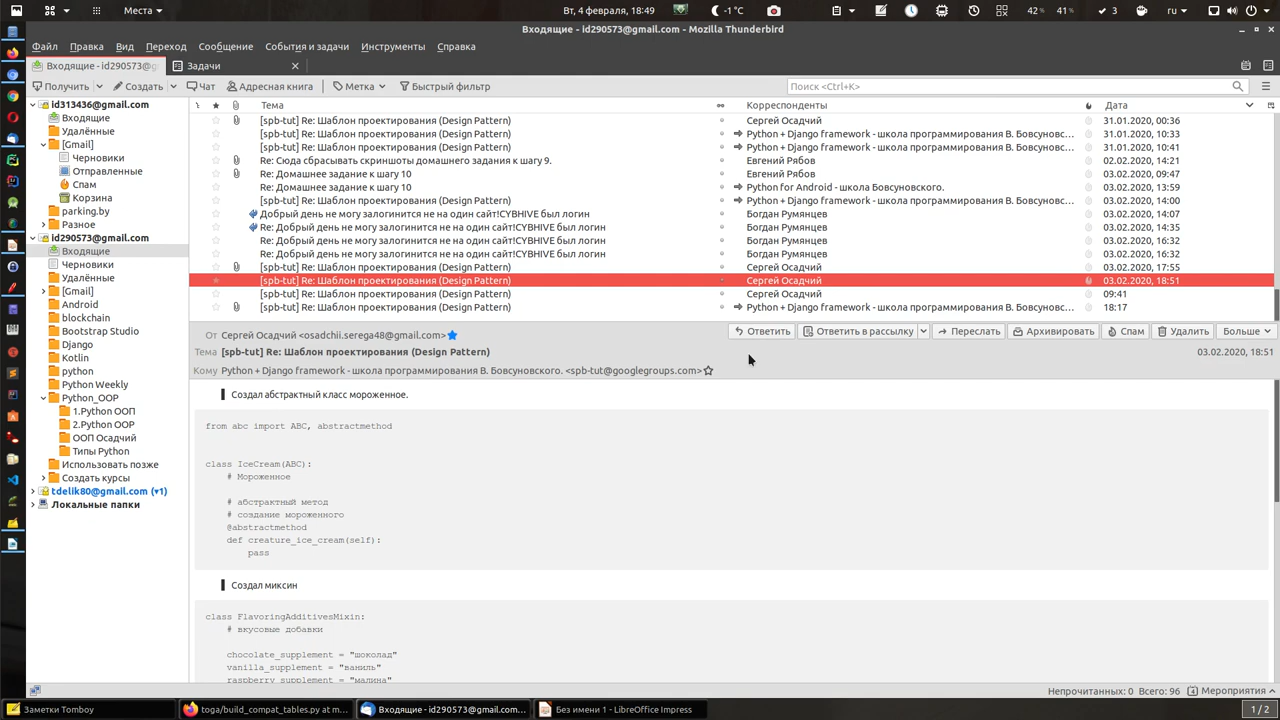 Места
Вт, 4 февраля, 18:49
-1 °C
42 %
41 %
3
ru
Входящие - id290573@gmail.com - Mozilla Thunderbird
Файл Правка Вид Переход Сообщение События и задачи Инструменты Справка
Входящие - id290573@g
Задачи
Получить Создать Чат Адресная книга Метка Быстрый фильтр Поиск <Ctrl+K>
id313436@gmail.com
Входящие
Удалённые
[Gmail]
Черновики
Отправленные
Спам
Корзина
parking.by
Разное
id290573@gmail.com
Входящие
Черновики
Удалённые
[Gmail]
Android
blockchain
Bootstrap Studio
Django
Kotlin
python
Python Weekly
Python_OOP
1.Python ООП
2.Python OOP
ООП Осадчий
Типы Python
Использовать позже
Создать курсы
tdelik80@gmail.com (▾1)
Локальные папки
Тема Корреспонденты Дата
[spb-tut] Re: Шаблон проектирования (Design Pattern) Сергей Осадчий 31.01.2020, 00:36
[spb-tut] Re: Шаблон проектирования (Design Pattern) Python + Django framework - школа программирования В. Бовсуновс... 31.01.2020, 10:33
[spb-tut] Re: Шаблон проектирования (Design Pattern) Python + Django framework - школа программирования В. Бовсуновс... 31.01.2020, 10:41
Re: Сюда сбрасывать скриншоты домашнего задания к шагу 9. Евгений Рябов 02.02.2020, 14:21
Re: Домашнее задание к шагу 10 Евгений Рябов 03.02.2020, 09:47
Re: Домашнее задание к шагу 10 Python for Android - школа Бовсуновского. 03.02.2020, 13:59
[spb-tut] Re: Шаблон проектирования (Design Pattern) Python + Django framework - школа программирования В. Бовсуновс... 03.02.2020, 14:00
Добрый день не могу залогинится не на один сайт!CYBHIVE был логин Богдан Румянцев 03.02.2020, 14:07
Re: Добрый день не могу залогинится не на один сайт!CYBHIVE был логин Богдан Румянцев 03.02.2020, 14:35
Re: Добрый день не могу залогинится не на один сайт!CYBHIVE был логин Богдан Румянцев 03.02.2020, 16:32
Re: Добрый день не могу залогинится не на один сайт!CYBHIVE был логин Богдан Румянцев 03.02.2020, 16:32
[spb-tut] Re: Шаблон проектирования (Design Pattern) Сергей Осадчий 03.02.2020, 17:55
[spb-tut] Re: Шаблон проектирования (Design Pattern) Сергей Осадчий 03.02.2020, 18:51
[spb-tut] Re: Шаблон проектирования (Design Pattern) Сергей Осадчий 09:41
[spb-tut] Re: Шаблон проектирования (Design Pattern) Python + Django framework - школа программирования В. Бовсуновс... 18:17
Ответить Ответить в рассылку Переслать Архивировать Спам Удалить Больше
От Сергей Осадчий <osadchii.serega48@gmail.com>
Тема [spb-tut] Re: Шаблон проектирования (Design Pattern) 03.02.2020, 18:51
Кому Python + Django framework - школа программирования В. Бовсуновского. <spb-tut@googlegroups.com>
Создал абстрактный класс мороженное.
from abc import ABC, abstractmethod
class IceCream(ABC):
# Мороженное
# абстрактный метод
# создание мороженного
@abstractmethod
def creature_ice_cream(self):
pass
Создал миксин
class FlavoringAdditivesMixin:
# вкусовые добавки
chocolate_supplement = "шоколад"
vanilla_supplement = "ваниль"
raspberry_supplement = "малина"
Непрочитанных: 0 Всего: 96 4 Мероприятия
Заметки Tomboy
toga/build_compat_tables.py at m...
Входящие - id290573@gmail.com...
Без имени 1 - LibreOffice Impress
1 / 2